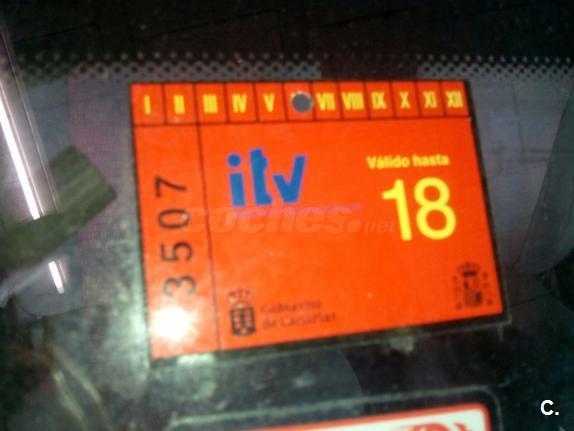 I II III IV V VII VIII IX X XI XII
itv
Válido hasta
18
3507
coches.net
Gobierno
de Canarias
C.